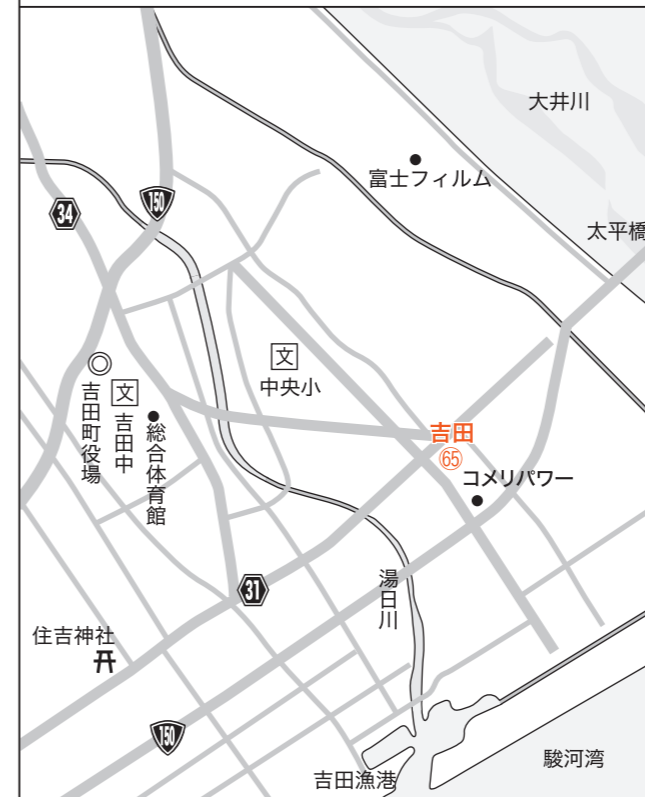 大井川
富士フィルム
太平橋
34
150
文
中央小
吉田町役場
文
吉田中
総合体育館
吉田
65
コメリパワー
湯日川
31
住吉神社
150
吉田漁港
駿河湾